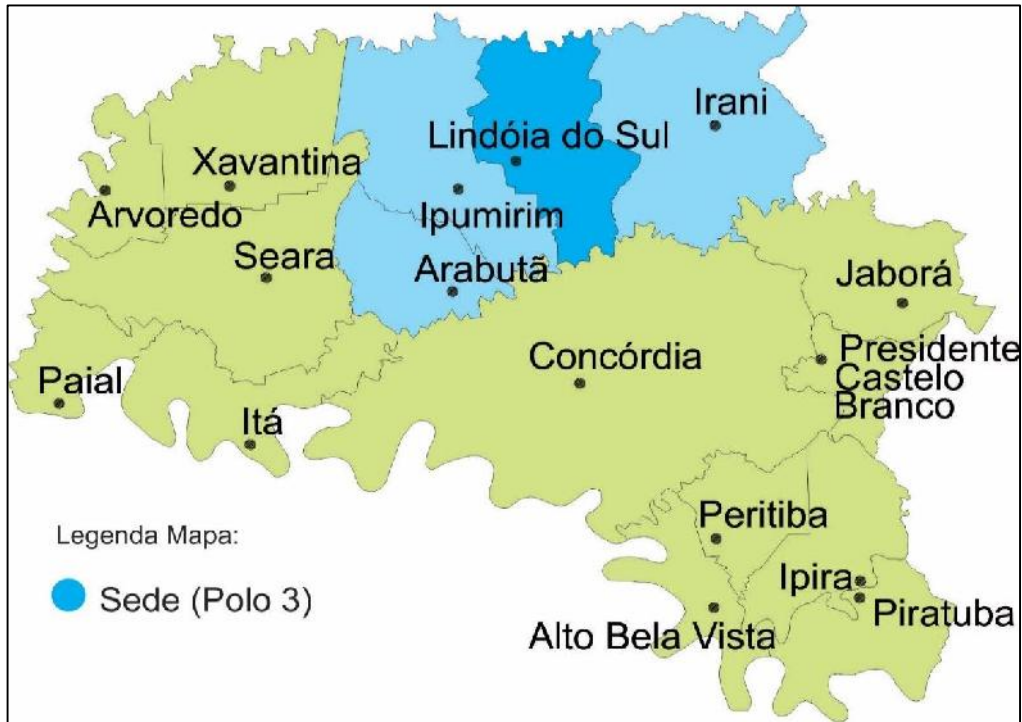 Irani
Lindóia do Sul
Xavantina
Ipumirim
Arvoredo
Seara
Arabutã
Jaborá
Concórdia
Presidente
Castelo
Branco
Paial
Itá
Legenda Mapa:
Peritiba
Sede (Polo 3)
Ipira
Piratuba
Alto Bela Vista